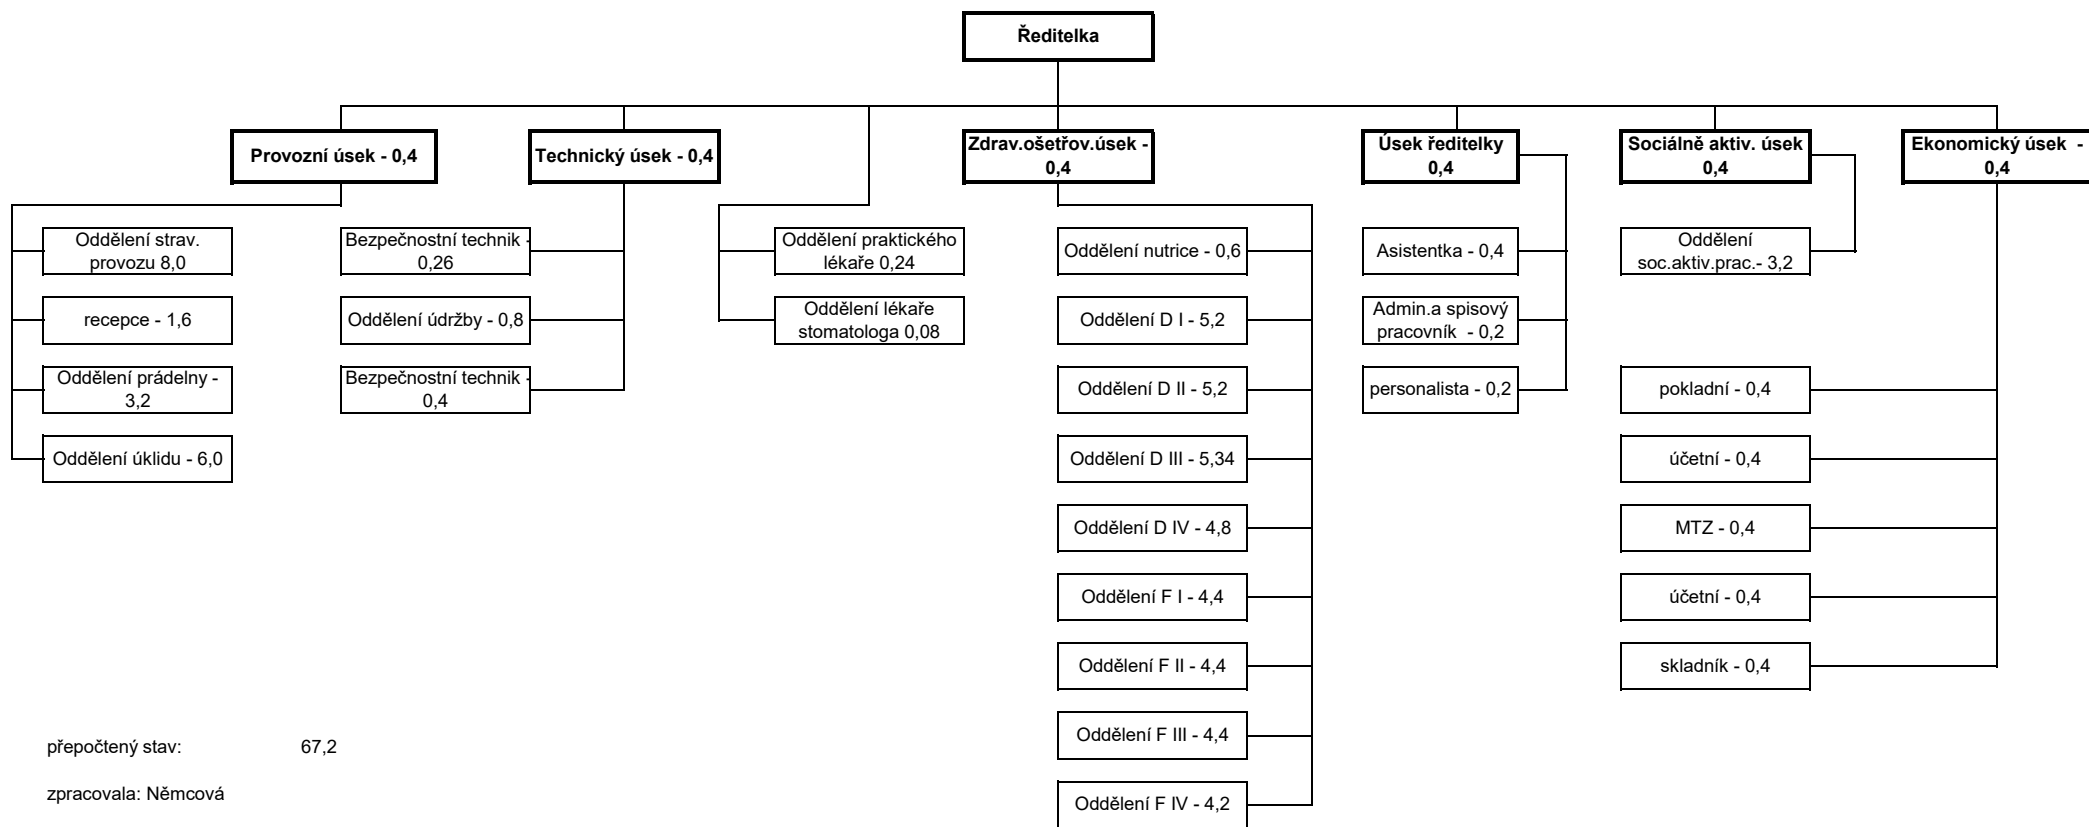 Ředitelka
Provozní úsek - 0,4
Technický úsek - 0,4
Zdrav.ošetřov.úsek -
0,4
Úsek ředitelky
0,4
Sociálně aktiv. úsek
0,4
Ekonomický úsek -
0,4
Oddělení strav.
provozu 8,0
recepce - 1,6
Oddělení prádelny -
3,2
Oddělení úklidu - 6,0
Bezpečnostní technik -
0,26
Oddělení údržby - 0,8
Bezpečnostní technik -
0,4
Oddělení praktického
lékaře 0,24
Oddělení lékaře
stomatologa 0,08
Oddělení nutrice - 0,6
Oddělení D I - 5,2
Oddělení D II - 5,2
Oddělení D III - 5,34
Oddělení D IV - 4,8
Oddělení F I - 4,4
Oddělení F II - 4,4
Oddělení F III - 4,4
Oddělení F IV - 4,2
Asistentka - 0,4
Admin.a spisový
pracovník - 0,2
personalista - 0,2
Oddělení
soc.aktiv.prac.- 3,2
pokladní - 0,4
účetní - 0,4
MTZ - 0,4
účetní - 0,4
skladník - 0,4
přepočtený stav: 67,2
zpracovala: Němcová